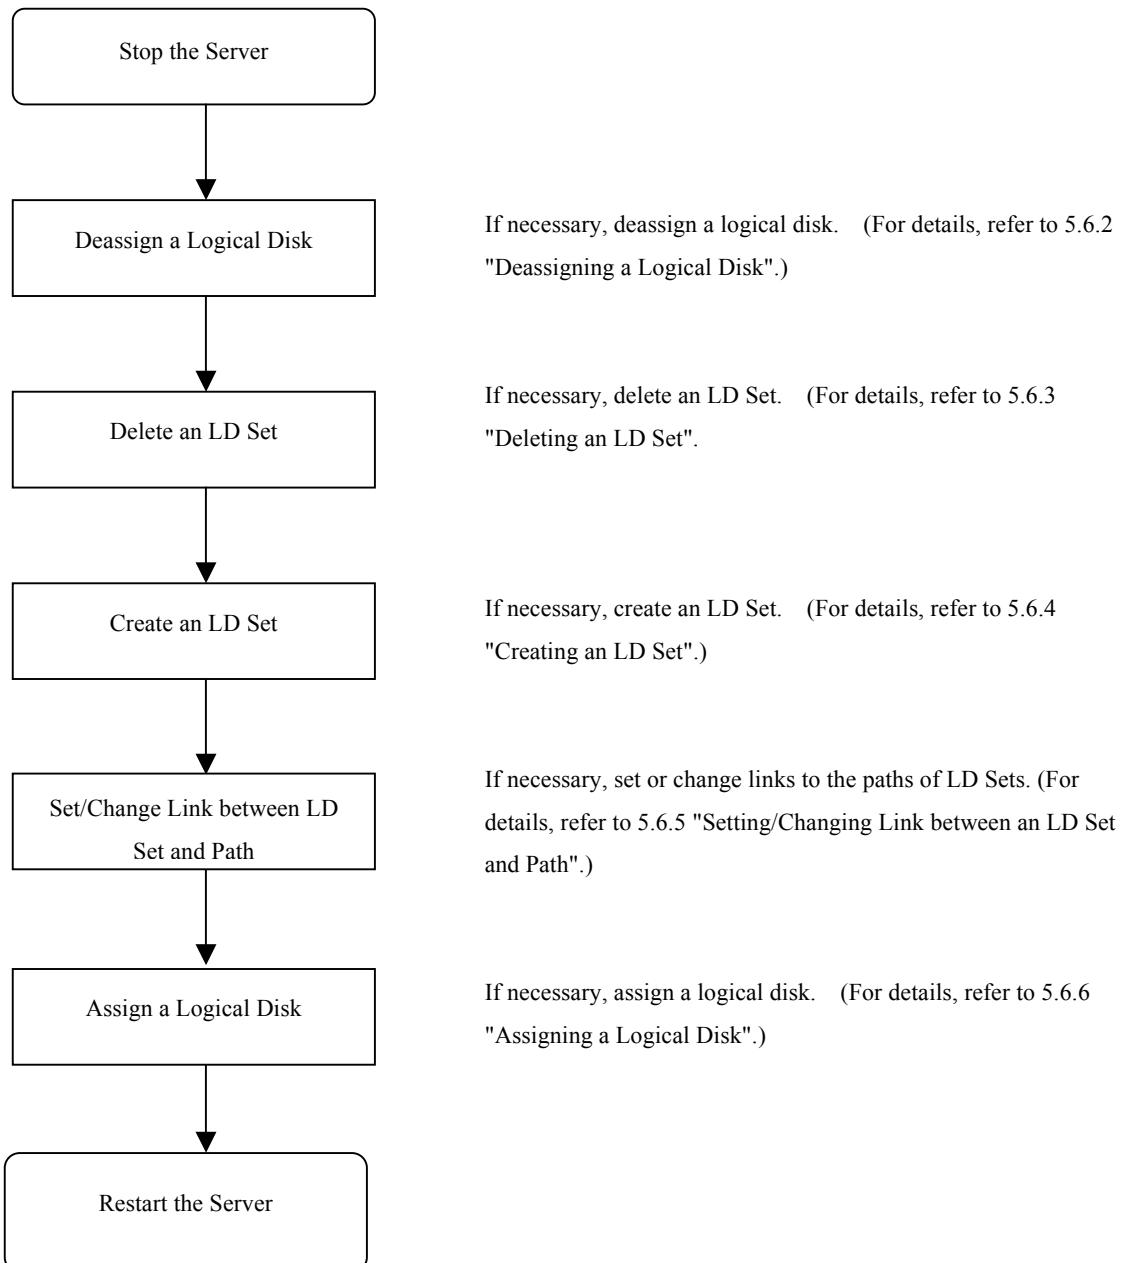 Stop the Server
Deassign a Logical Disk
If necessary, deassign a logical disk. (For details, refer to 5.6.2
"Deassigning a Logical Disk".)
Delete an LD Set
If necessary, delete an LD Set. (For details, refer to 5.6.3
"Deleting an LD Set".
Create an LD Set
If necessary, create an LD Set. (For details, refer to 5.6.4
"Creating an LD Set".)
Set/Change Link between LD
Set and Path
If necessary, set or change links to the paths of LD Sets. (For
details, refer to 5.6.5 "Setting/Changing Link between an LD Set
and Path".)
Assign a Logical Disk
If necessary, assign a logical disk. (For details, refer to 5.6.6
"Assigning a Logical Disk".)
Restart the Server